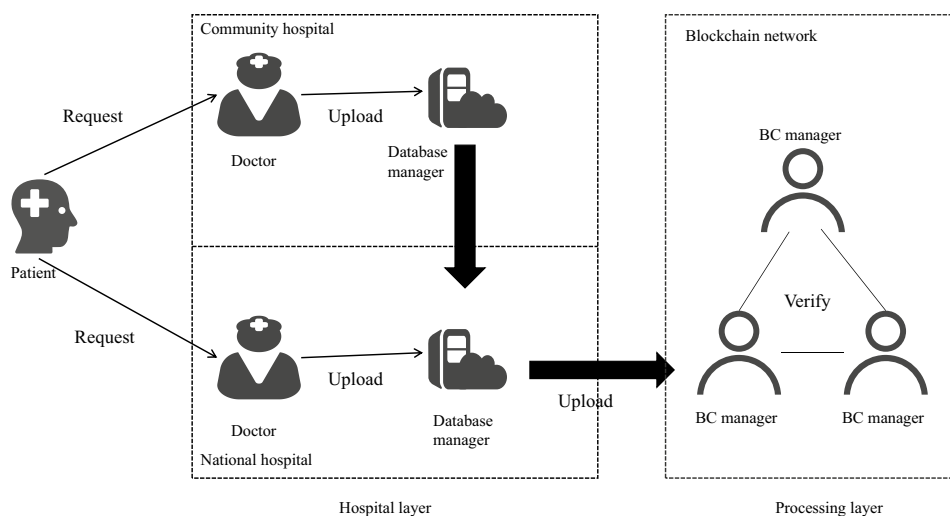 Community hospital
Blockchain network
Request
Upload
BC manager
Doctor
Database
manager
Patient
Verify
Request
Upload
Upload
Doctor
Database
manager
BC manager
BC manager
National hospital
Hospital layer
Processing layer